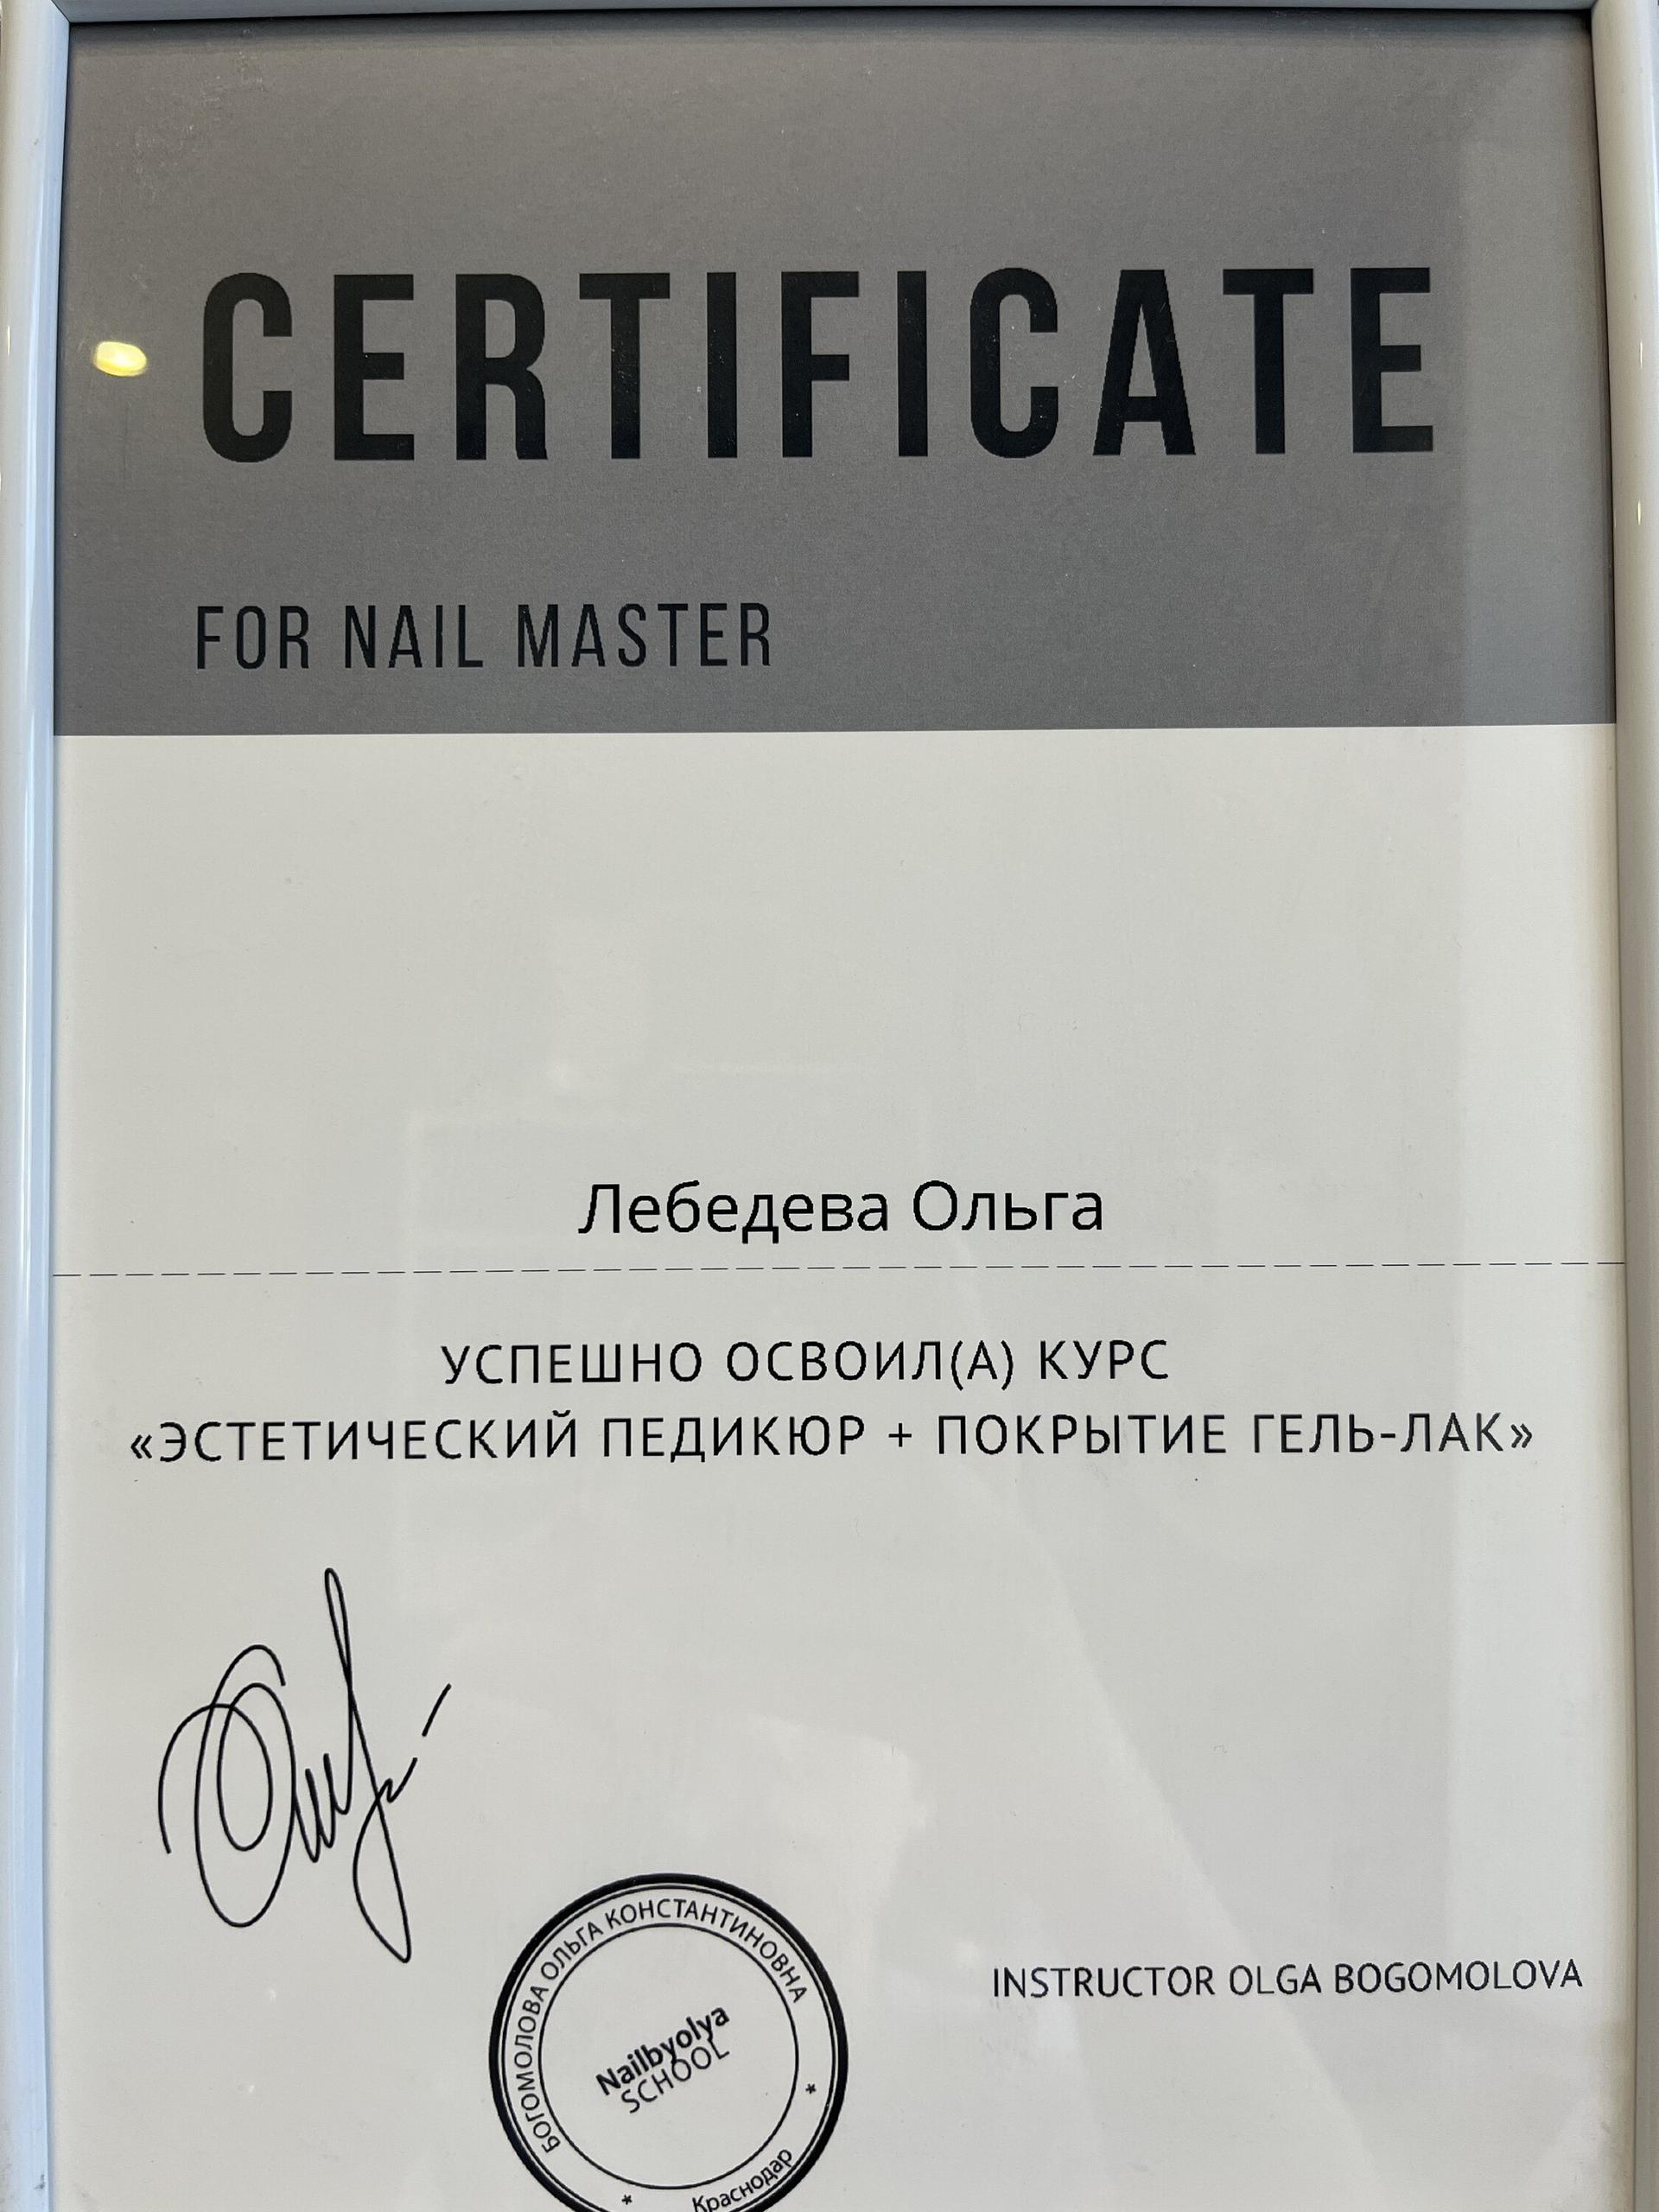 CERTIFICATE
FOR NAIL MASTER
Лебедева Ольга
УСПЕШНО ОСВОИЛ(А) КУРС
«ЭСТЕТИЧЕСКИЙ ПЕДИКЮР + ПОКРЫТИЕ ГЕЛЬ-ЛАК»
INSTRUCTOR OLGA BOGOMOLOVA
БОГОМОЛОВА ОЛЬГА КОНСТАНТИНОВНА
Nailbyolya
SCHOOL
* Краснодар *